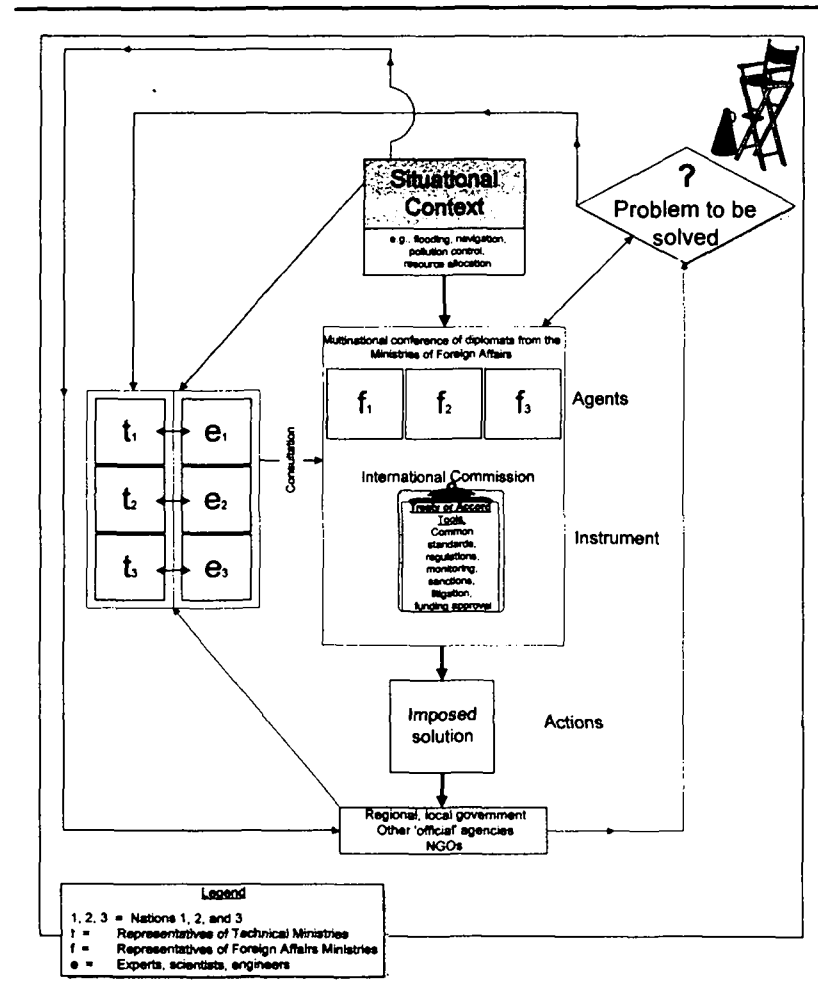 ?
Problem to be
solved
Situational
Context
e.g., flooding, navigation,
pollution control,
resource allocation
Multinational conference of diplomats from the
Ministries of Foreign Affairs
f1
f2
f3
Agents
t1
e1
t2
e2
t3
e3
Consultation
International Commission
Treaty or Accord
Tools,
Common
standards,
regulations,
monitoring,
sanctions,
litigation,
funding approval
Instrument
Imposed
solution
Actions
Regional, local government
Other 'official' agencies
NGOs
Legend
1, 2, 3 = Nations 1, 2, and 3
t = Representatives of Technical Ministries
f = Representatives of Foreign Affairs Ministries
e = Experts, scientists, engineers